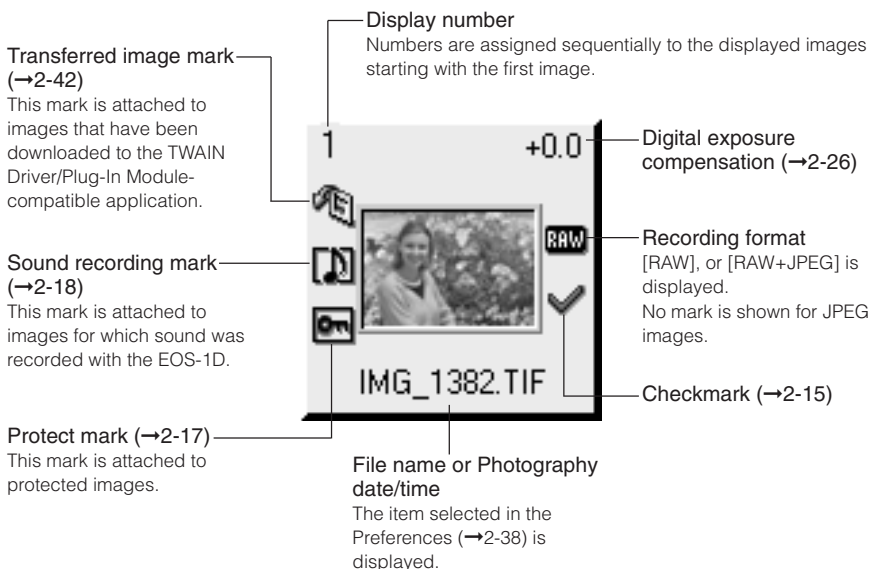 Display number
Numbers are assigned sequentially to the displayed images
starting with the first image.
Transferred image mark
(➞2-42)
This mark is attached to
images that have been
downloaded to the TWAIN
Driver/Plug-In Module-
compatible application.
Sound recording mark
(➞2-18)
This mark is attached to
images for which sound was
recorded with the EOS-1D.
Protect mark (➞2-17)
This mark is attached to
protected images.
1
+0.0
RAW
IMG_1382.TIF
Digital exposure
compensation (➞2-26)
Recording format
[RAW], or [RAW+JPEG] is
displayed.
No mark is shown for JPEG
images.
Checkmark (➞2-15)
File name or Photography
date/time
The item selected in the
Preferences (➞2-38) is
displayed.